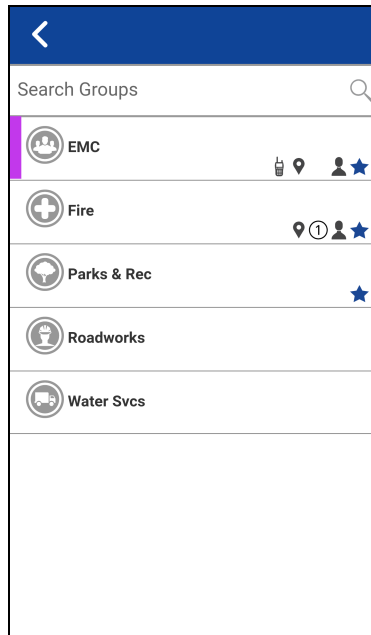 Search Groups
EMC
Fire
1
Parks & Rec
Roadworks
Water Svcs